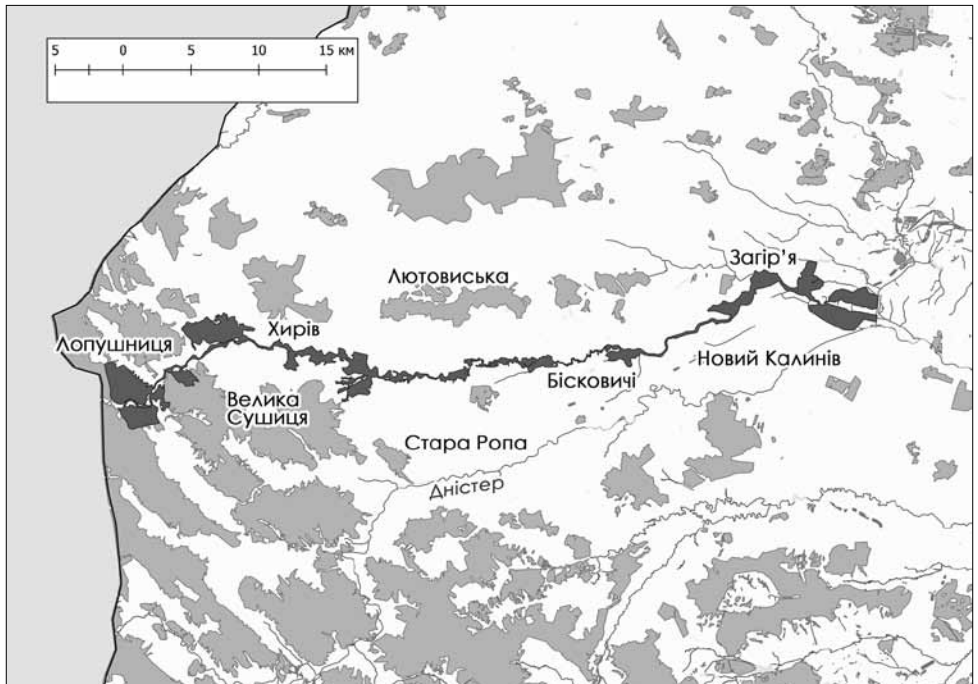 5 0 5 10 15 км
Загір’я
Лютовиська
Хирів
Лопушниця
Новий Калинів
Бісковичі
Велика
Сушиця
Стара Ропа
Дністер